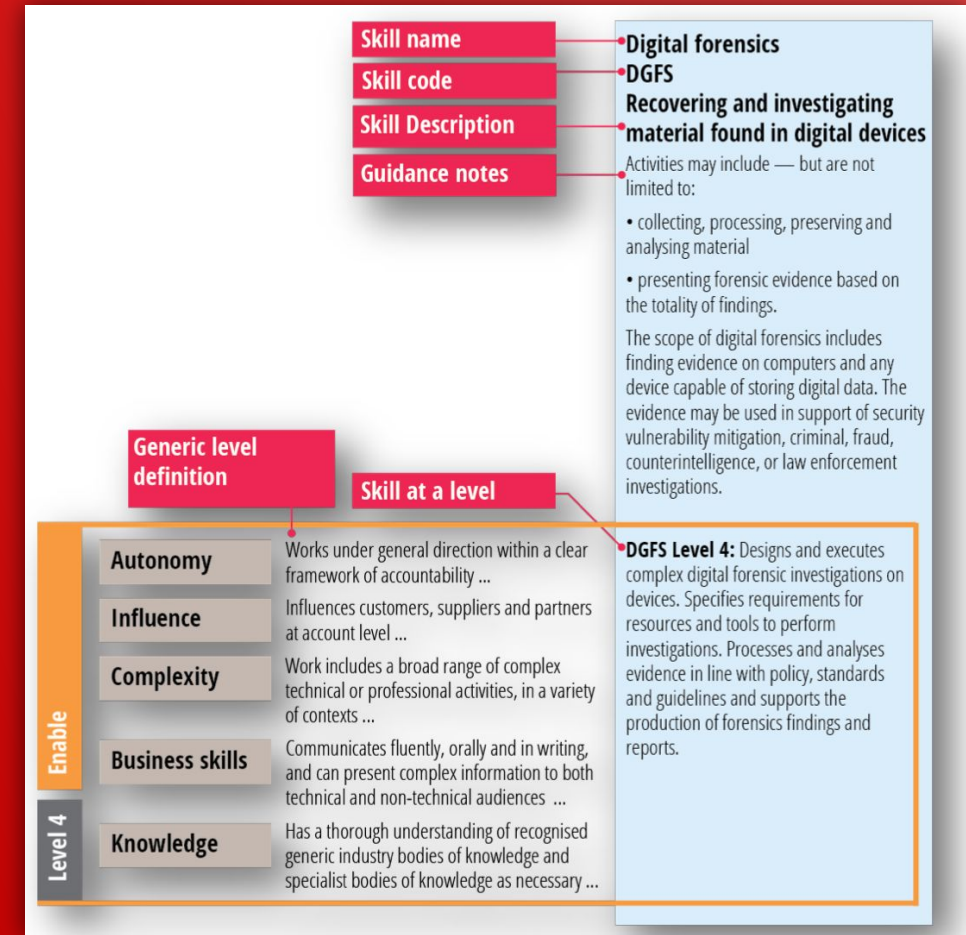 Skill name
Skill code
Skill Description
Guidance notes
Digital forensics
DGFS
Recovering and investigating
material found in digital devices
Activities may include — but are not
limited to:
• collecting, processing, preserving and
analysing material
• presenting forensic evidence based on
the totality of findings.
The scope of digital forensics includes
finding evidence on computers and any
device capable of storing digital data. The
evidence may be used in support of security
vulnerability mitigation, criminal, fraud,
counterintelligence, or law enforcement
investigations.
Generic level
definition
Skill at a level
Enable
Level 4
Autonomy
Works under general direction within a clear
framework of accountability ...
Influence
Influences customers, suppliers and partners
at account level ...
Complexity
Work includes a broad range of complex
technical or professional activities, in a variety
of contexts ...
Business skills
Communicates fluently, orally and in writing,
and can present complex information to both
technical and non-technical audiences ...
Knowledge
Has a thorough understanding of recognised
generic industry bodies of knowledge and
specialist bodies of knowledge as necessary ...
DGFS Level 4: Designs and executes
complex digital forensic investigations on
devices. Specifies requirements for
resources and tools to perform
investigations. Processes and analyses
evidence in line with policy, standards
and guidelines and supports the
production of forensics findings and
reports.